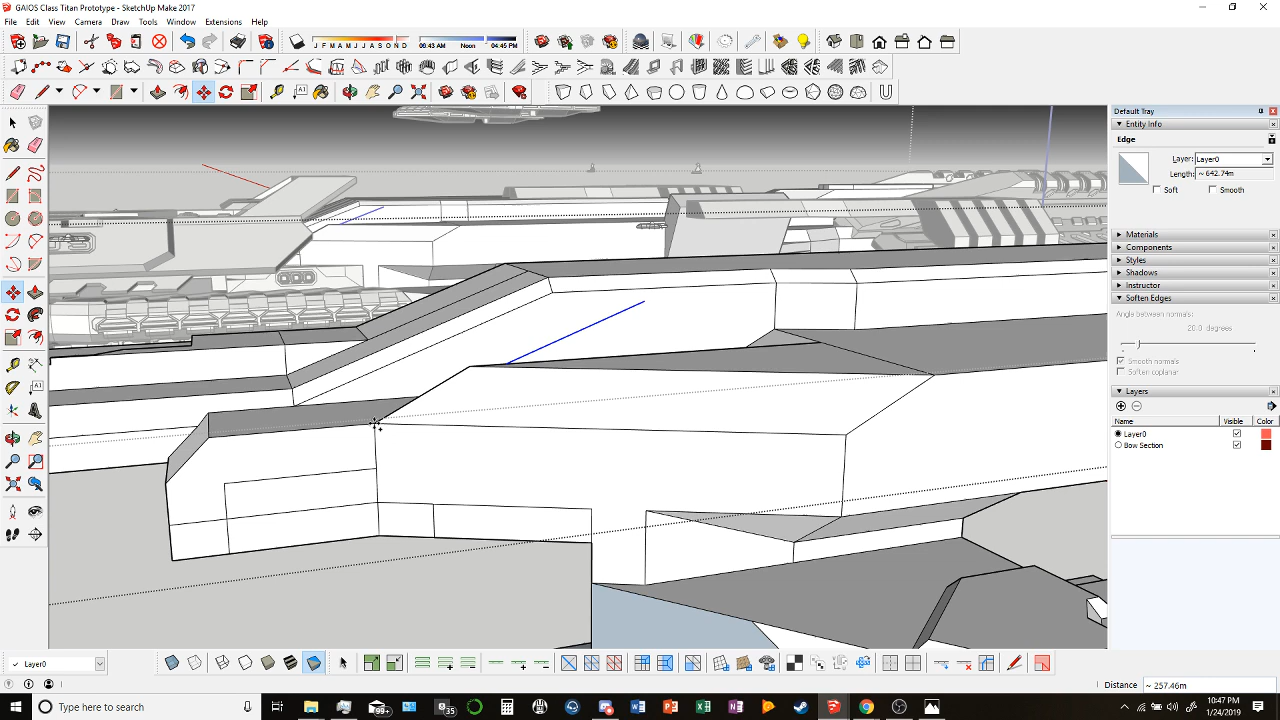 GAIOS Class Titan Prototype - SketchUp Make 2017
File Edit View Camera Draw Tools Window Extensions Help
J F M A M J J A S O N D 06:43 AM Noon 04:45 PM
Default Tray
Entity Info
Edge
Layer: Layer0
Length: ~ 642.74m
Soft Smooth
Materials
Components
Styles
Shadows
Instructor
Soften Edges
Angle between normals:
20.0 degrees
Smooth normals
Soften coplanar
Layers
Name Visible Color
Layer0
Bow Section
Layer0
Distance ~ 257.46m
Type here to search
99+
35
10:47 PM
1/24/2019